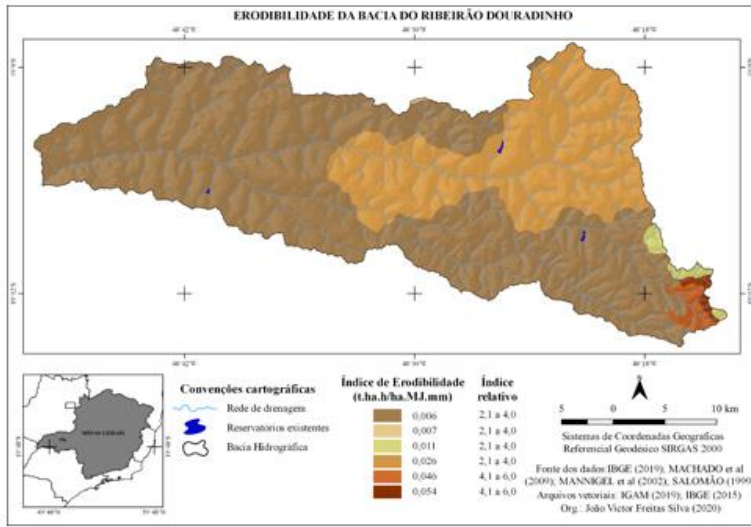 ERODIBILIDADE DA BACIA DO RIBEIRÃO DOURADINHO
Convenções cartográficas
Rede de drenagem
Reservatórios existentes
Bacia Hidrográfica
MINAS GERAIS
Índice de Erodibilidade
(t.ha.h/ha.MJ.mm)
Índice
relativo
0,006 2,1 a 4,0
0,007 2,1 a 4,0
0,011 2,1 a 4,0
0,026 2,1 a 4,0
0,046 4,1 a 6,0
0,054 4,1 a 6,0
N
5 0 5 10 km
Sistemas de Coordenadas Geográficas
Referencial Geodésico SIRGAS 2000
Fonte dos dados: IBGE (2019); MACHADO et al
(2009); MANNIGEL et al (2002); SALOMÃO (1999
Arquivos vetoriais: IGAM (2019); IBGE (2015)
Org.: João Victor Freitas Silva (2020)